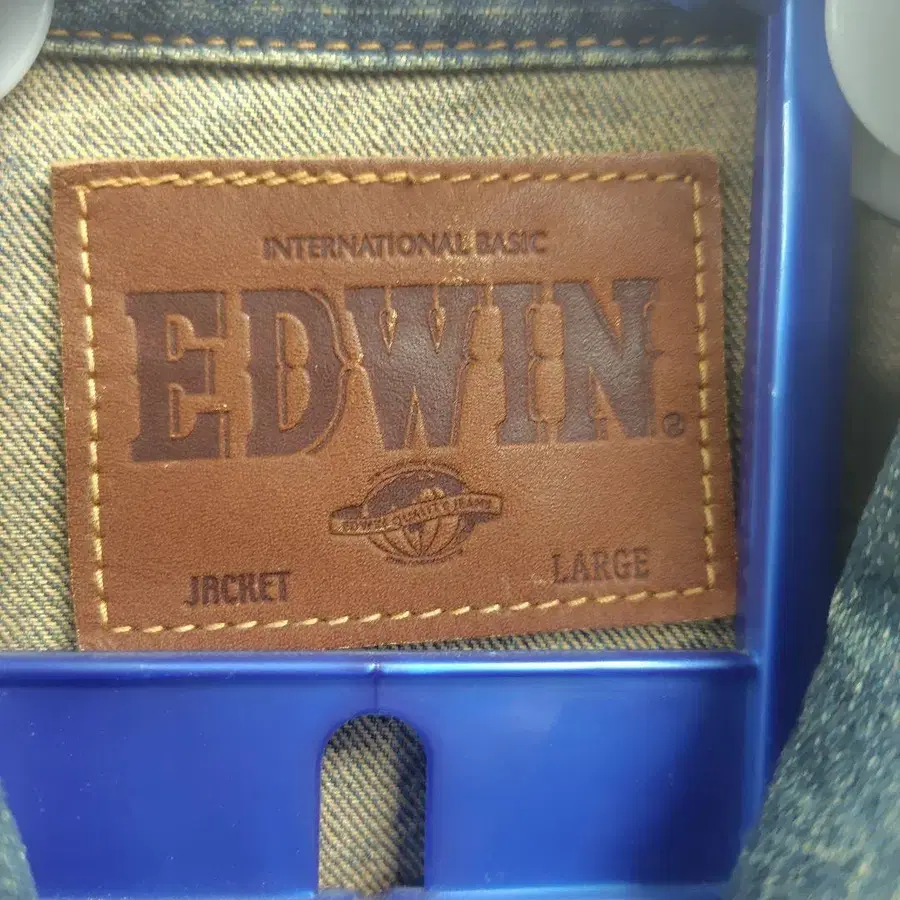 INTERNATIONAL BASIC
EDWIN®
JACKET
LARGE